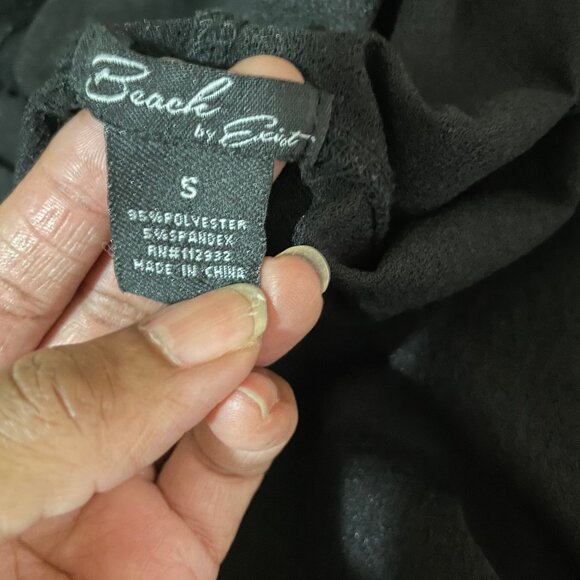 Beach
by Exist
S
95%POLYESTER
5%SPANDEX
RN#112932
MADE IN CHINA